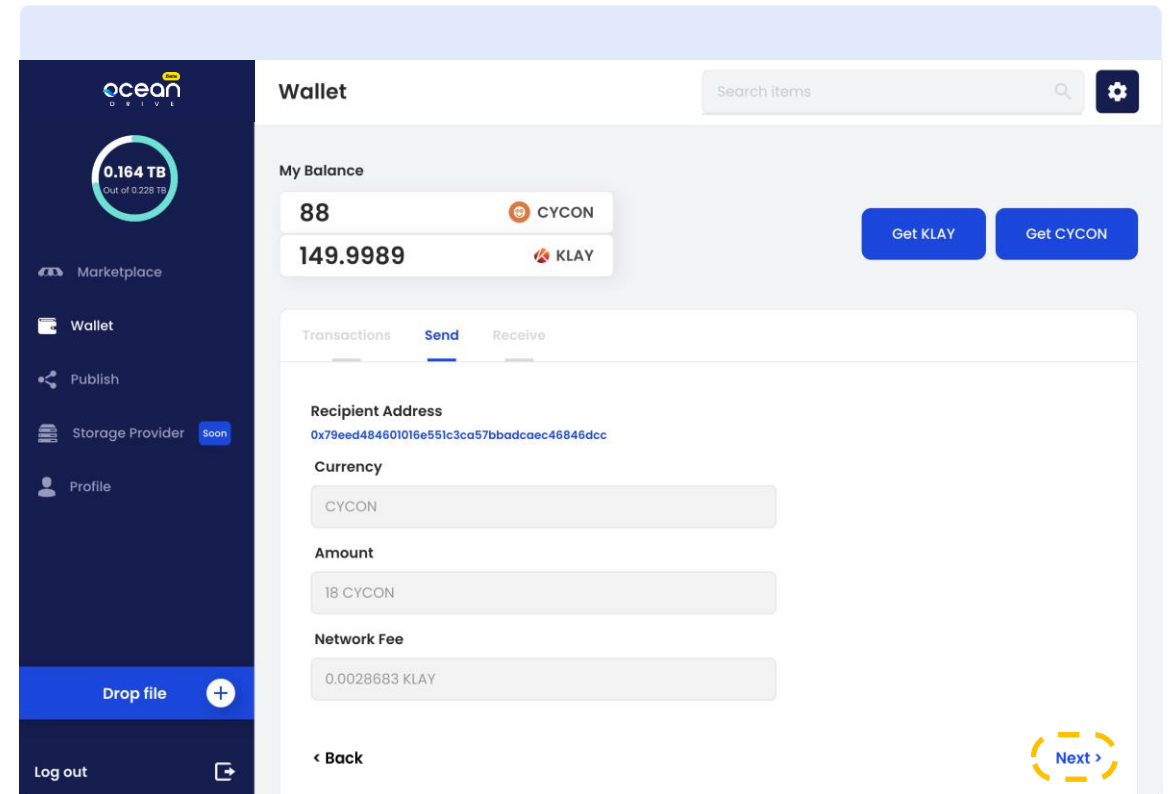 ocean
Beta
DRIVE
Wallet
Search items
0.164 TB
Out of 0.228 TB
My Balance
88 CYCON
149.9989 KLAY
Get KLAY
Get CYCON
Marketplace
Wallet
Publish
Storage Provider Soon
Profile
Transactions Send Receive
Recipient Address
0x79eed484601016e551c3ca57bbadcaec46846dcc
Currency
CYCON
Amount
18 CYCON
Network Fee
0.0028683 KLAY
Drop file
< Back
Next >
Log out